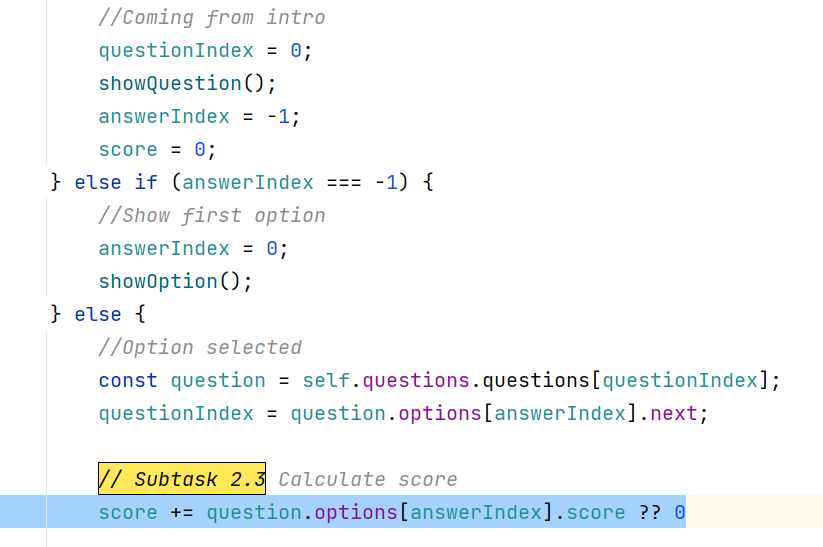 //Coming from intro
questionIndex = 0;
showQuestion();
answerIndex = -1;
score = 0;
} else if (answerIndex === -1) {
//Show first option
answerIndex = 0;
showOption();
} else {
//Option selected
const question = self.questions.questions[questionIndex];
questionIndex = question.options[answerIndex].next;
// Subtask 2.3 Calculate score
score += question.options[answerIndex].score ?? 0